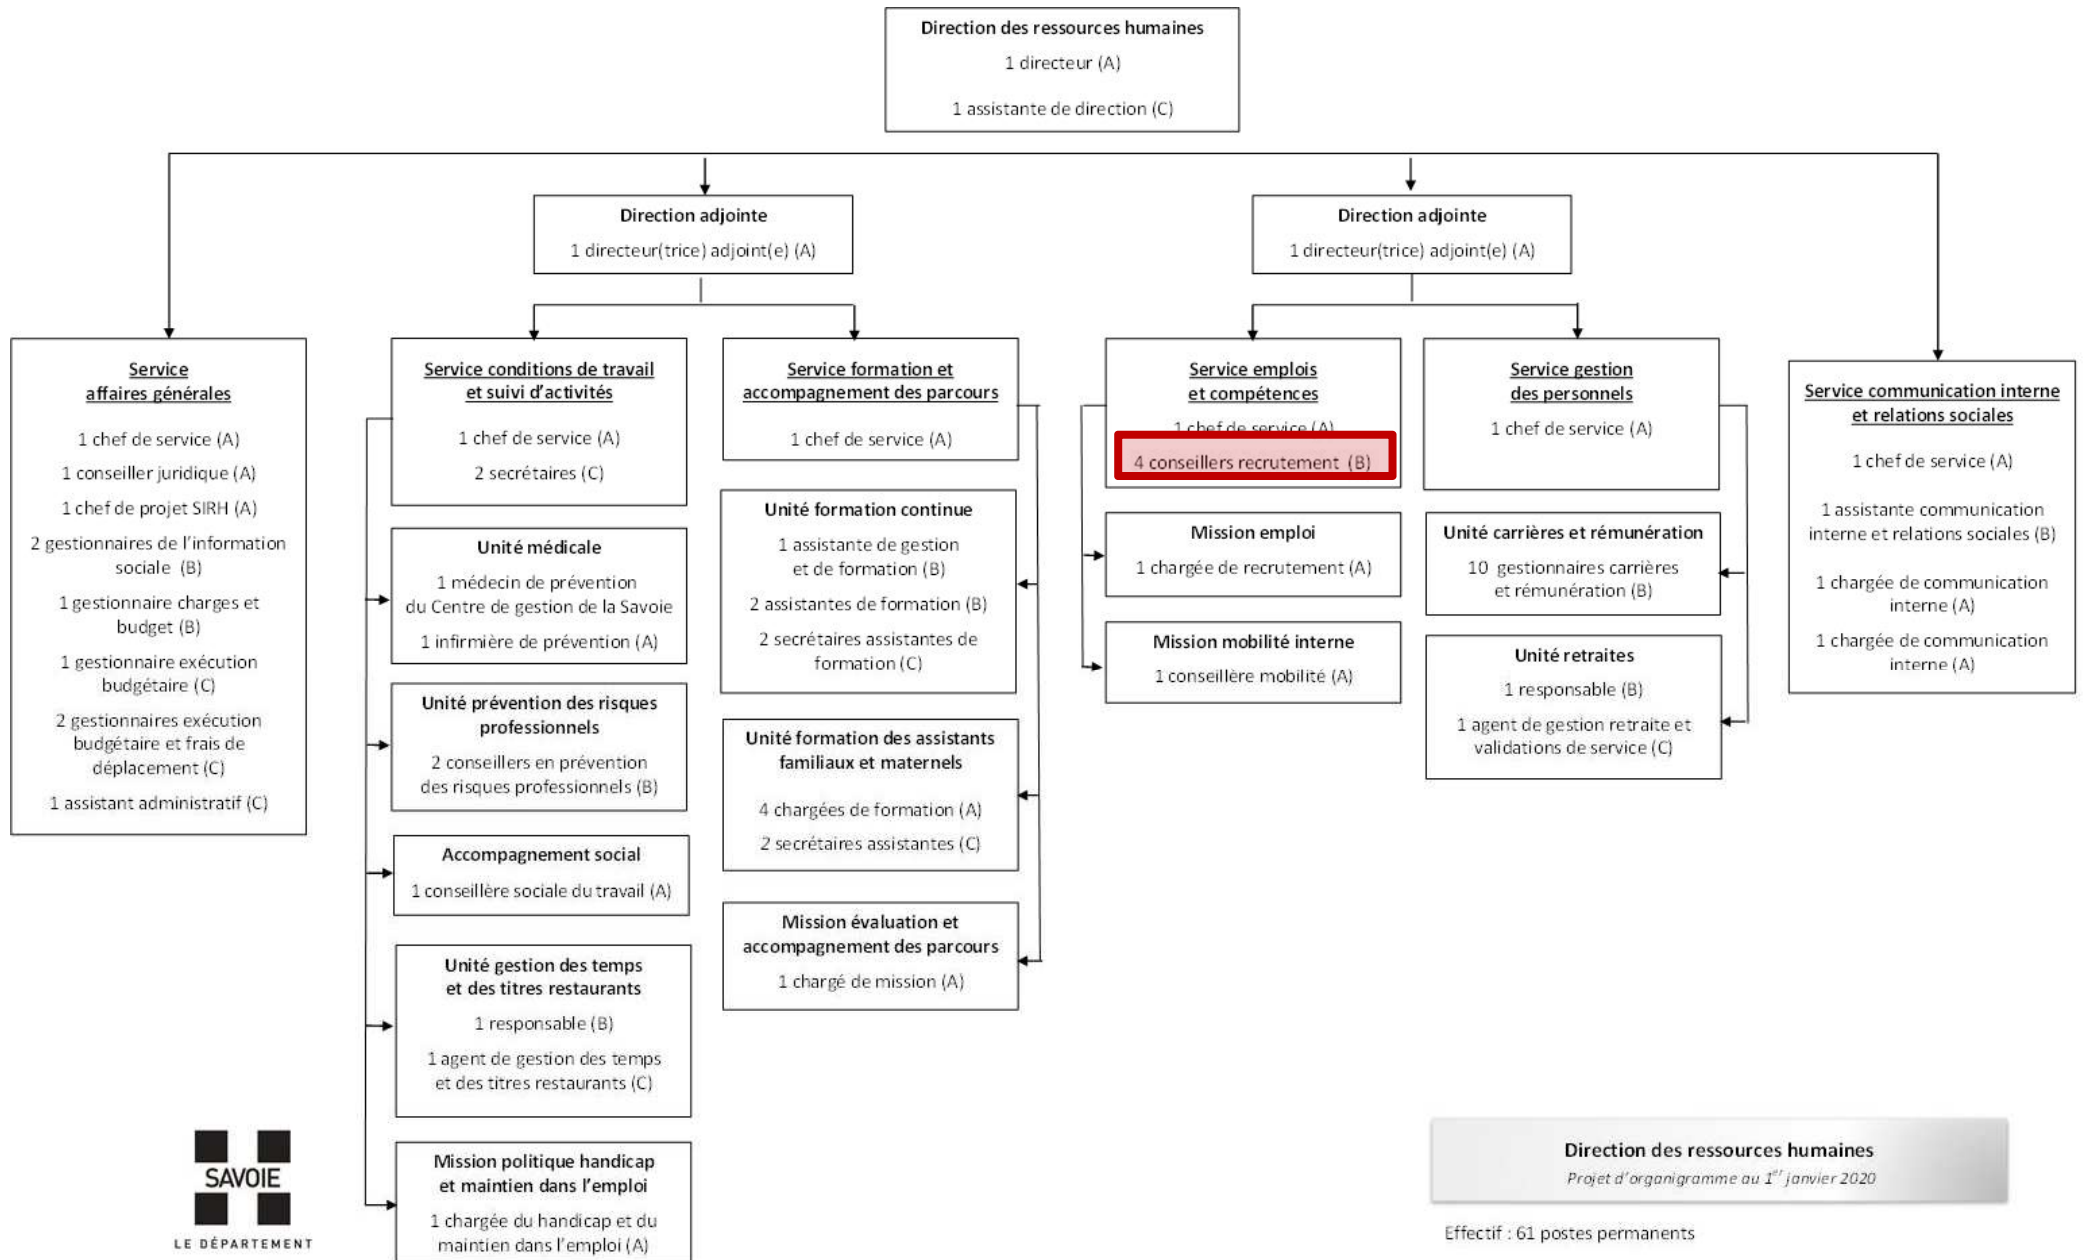 Direction des ressources humaines
1 directeur (A)
1 assistante de direction (C)
Direction adjointe
1 directeur(trice) adjoint(e) (A)
Direction adjointe
1 directeur(trice) adjoint(e) (A)
Service
affaires générales
1 chef de service (A)
1 conseiller juridique (A)
1 chef de projet SIRH (A)
2 gestionnaires de l'information
sociale (B)
1 gestionnaire charges et
budget (B)
1 gestionnaire exécution
budgétaire (C)
2 gestionnaires exécution
budgétaire et frais de
déplacement (C)
1 assistant administratif (C)
Service conditions de travail
et suivi d'activités
1 chef de service (A)
2 secrétaires (C)
Unité médicale
1 médecin de prévention
du Centre de gestion de la Savoie
1 infirmière de prévention (A)
Unité prévention des risques
professionnels
2 conseillers en prévention
des risques professionnels (B)
Accompagnement social
1 conseillère sociale du travail (A)
Unité gestion des temps
et des titres restaurants
1 responsable (B)
1 agent de gestion des temps
et des titres restaurants (C)
Mission politique handicap
et maintien dans l'emploi
1 chargée du handicap et du
maintien dans l'emploi (A)
Service formation et
accompagnement des parcours
1 chef de service (A)
Unité formation continue
1 assistante de gestion
et de formation (B)
2 assistantes de formation (B)
2 secrétaires assistantes de
formation (C)
Unité formation des assistants
familiaux et maternels
4 chargées de formation (A)
2 secrétaires assistantes (C)
Mission évaluation et
accompagnement des parcours
1 chargé de mission (A)
Service emplois
et compétences
1 chef de service (A)
4 conseillers recrutement (B)
Mission emploi
1 chargée de recrutement (A)
Mission mobilité interne
1 conseillère mobilité (A)
Service gestion
des personnels
1 chef de service (A)
Unité carrières et rémunération
10 gestionnaires carrières
et rémunération (B)
Unité retraites
1 responsable (B)
1 agent de gestion retraite et
validations de service (C)
Service communication interne
et relations sociales
1 chef de service (A)
1 assistante communication
interne et relations sociales (B)
1 chargée de communication
interne (A)
1 chargée de communication
interne (A)
SAVOIE
LE DÉPARTEMENT
Direction des ressources humaines
Projet d'organigramme au 1er janvier 2020
Effectif : 61 postes permanents